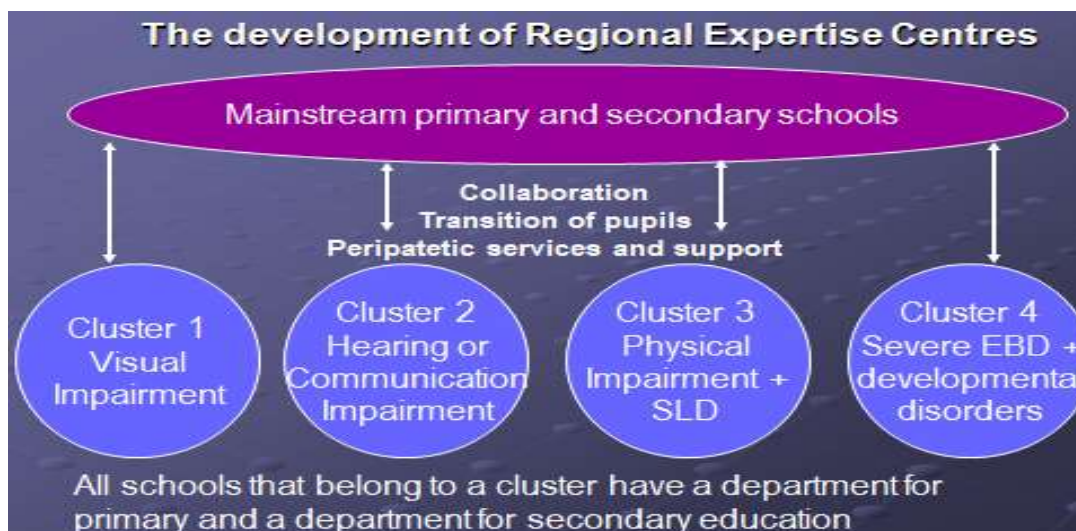 The development of Regional Expertise Centres
Mainstream primary and secondary schools
Collaboration
Transition of pupils
Peripatetic services and support
Cluster 1
Visual
Impairment
Cluster 2
Hearing or
Communication
Impairment
Cluster 3
Physical
Impairment +
SLD
Cluster 4
Severe EBD +
developmenta
disorders
All schools that belong to a cluster have a department for
primary and a department for secondary education